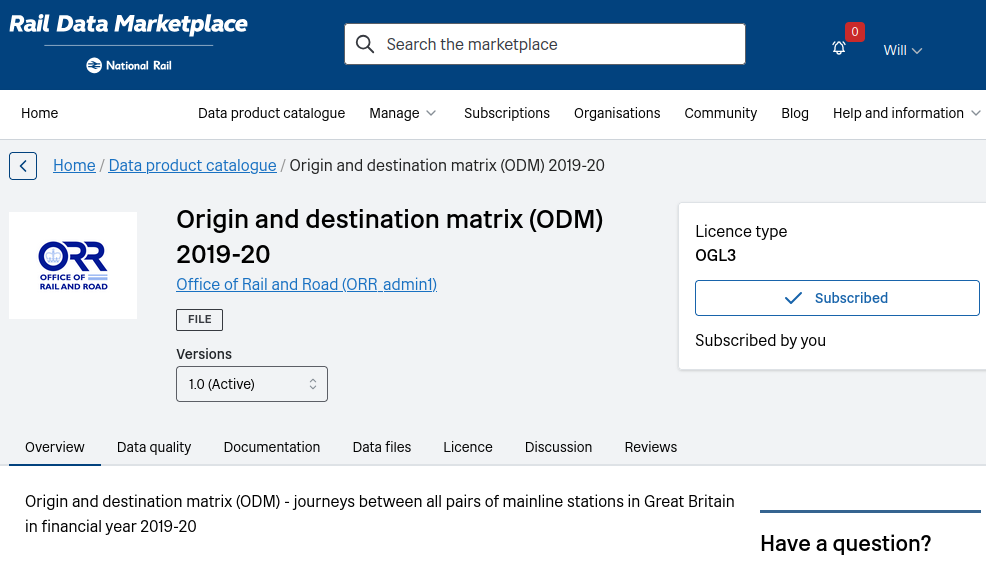 Rail Data Marketplace
National Rail
Search the marketplace
0
Will
Home
Data product catalogue
Manage
Subscriptions
Organisations
Community
Blog
Help and information
Home / Data product catalogue / Origin and destination matrix (ODM) 2019-20
ORR
OFFICE OF
RAIL AND ROAD
Origin and destination matrix (ODM)
2019-20
Office of Rail and Road (ORR_admin1)
FILE
Versions
1.0 (Active)
Licence type
OGL3
Subscribed
Subscribed by you
Overview
Data quality
Documentation
Data files
Licence
Discussion
Reviews
Origin and destination matrix (ODM) - journeys between all pairs of mainline stations in Great Britain
in financial year 2019-20
Have a question?